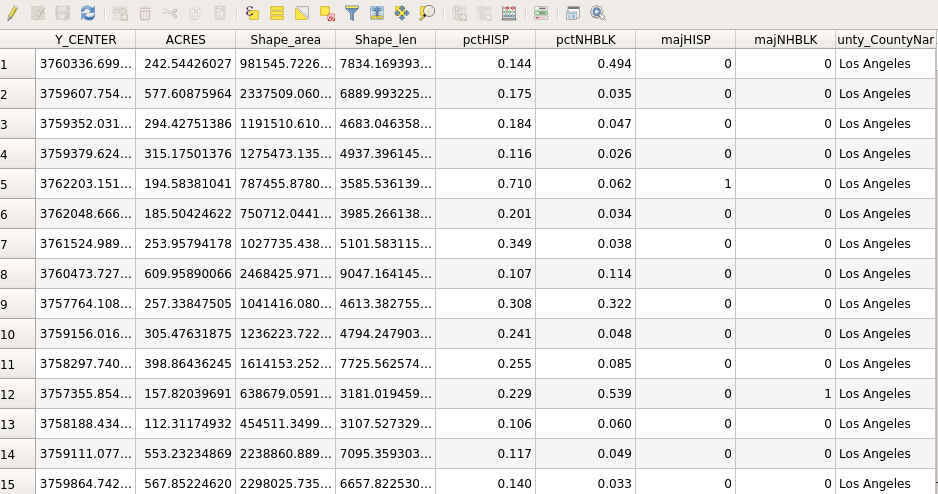 Y_CENTER ACRES Shape_area Shape_len pctHISP pctNHBLK majHISP majNHBLK unty_CountyNar
1 3760336.699... 242.54426027 981545.7226... 7834.169393... 0.144 0.494 0 0 Los Angeles
2 3759607.754... 577.60875964 2337509.060... 6889.993225... 0.175 0.035 0 0 Los Angeles
3 3759352.031... 294.42751386 1191510.610... 4683.046358... 0.184 0.047 0 0 Los Angeles
4 3759379.624... 315.17501376 1275473.135... 4937.396145... 0.116 0.026 0 0 Los Angeles
5 3762203.151... 194.58381041 787455.8780... 3585.536139... 0.710 0.062 1 0 Los Angeles
6 3762048.666... 185.50424622 750712.0441... 3985.266138... 0.201 0.034 0 0 Los Angeles
7 3761524.989... 253.95794178 1027735.438... 5101.583115... 0.349 0.038 0 0 Los Angeles
8 3760473.727... 609.95890066 2468425.971... 9047.164145... 0.107 0.114 0 0 Los Angeles
9 3757764.108... 257.33847505 1041416.080... 4613.382755... 0.308 0.322 0 0 Los Angeles
10 3759156.016... 305.47631875 1236223.722... 4794.247903... 0.241 0.048 0 0 Los Angeles
11 3758297.740... 398.86436245 1614153.252... 7725.562574... 0.255 0.085 0 0 Los Angeles
12 3757355.854... 157.82039691 638679.0591... 3181.019459... 0.229 0.539 0 1 Los Angeles
13 3758188.434... 112.31174932 454511.3499... 3107.527329... 0.106 0.060 0 0 Los Angeles
14 3759111.077... 553.23234869 2238860.889... 7095.359303... 0.117 0.049 0 0 Los Angeles
15 3759864.742... 567.85224620 2298025.735... 6657.822530... 0.140 0.033 0 0 Los Angeles